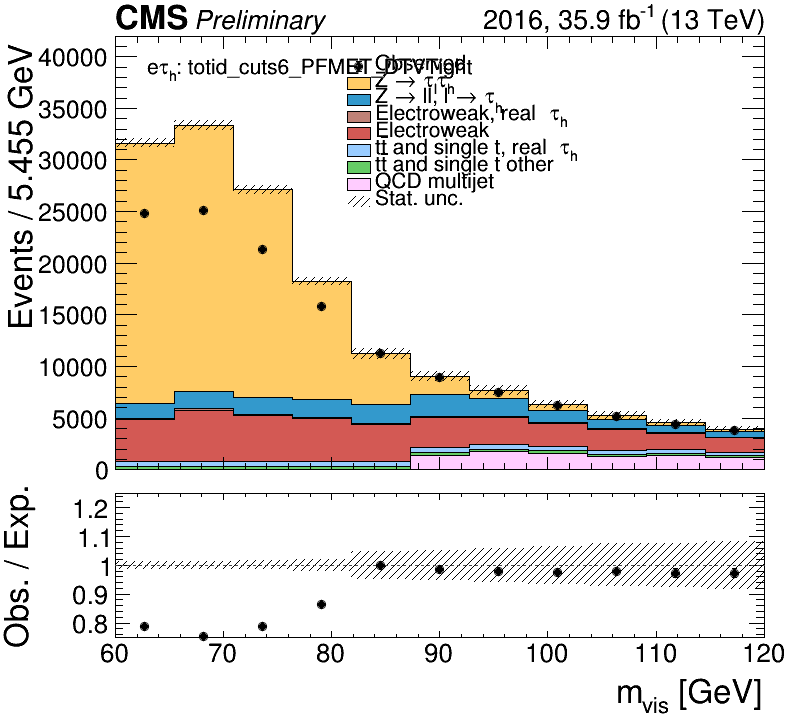 CMS Preliminary 2016, 35.9 fb⁻¹ (13 TeV)
Events / 5.455 GeV
40000
35000
30000
25000
20000
15000
10000
5000
0
eτh: totid_cuts6_PFMET_DTVTight
Observed
Z → ττh
Z → ll, l → τh
Electroweak, real τh
Electroweak
tt and single t, real τh
tt and single t other
QCD multijet
Stat. unc.
Obs. / Exp.
1.2
1.1
1
0.9
0.8
60 70 80 90 100 110 120
mvis [GeV]